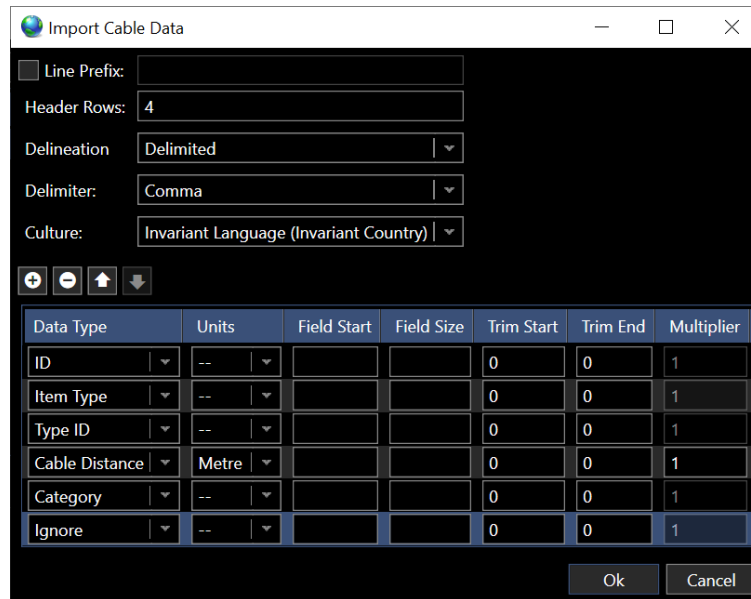 Import Cable Data
Line Prefix:
Header Rows: 4
Delineation Delimited
Delimiter: Comma
Culture: Invariant Language (Invariant Country)
Data Type Units Field Start Field Size Trim Start Trim End Multiplier
ID -- 0 0 1
Item Type -- 0 0 1
Type ID -- 0 0 1
Cable Distance Metre 0 0 1
Category -- 0 0 1
Ignore -- 0 0 1
Ok Cancel